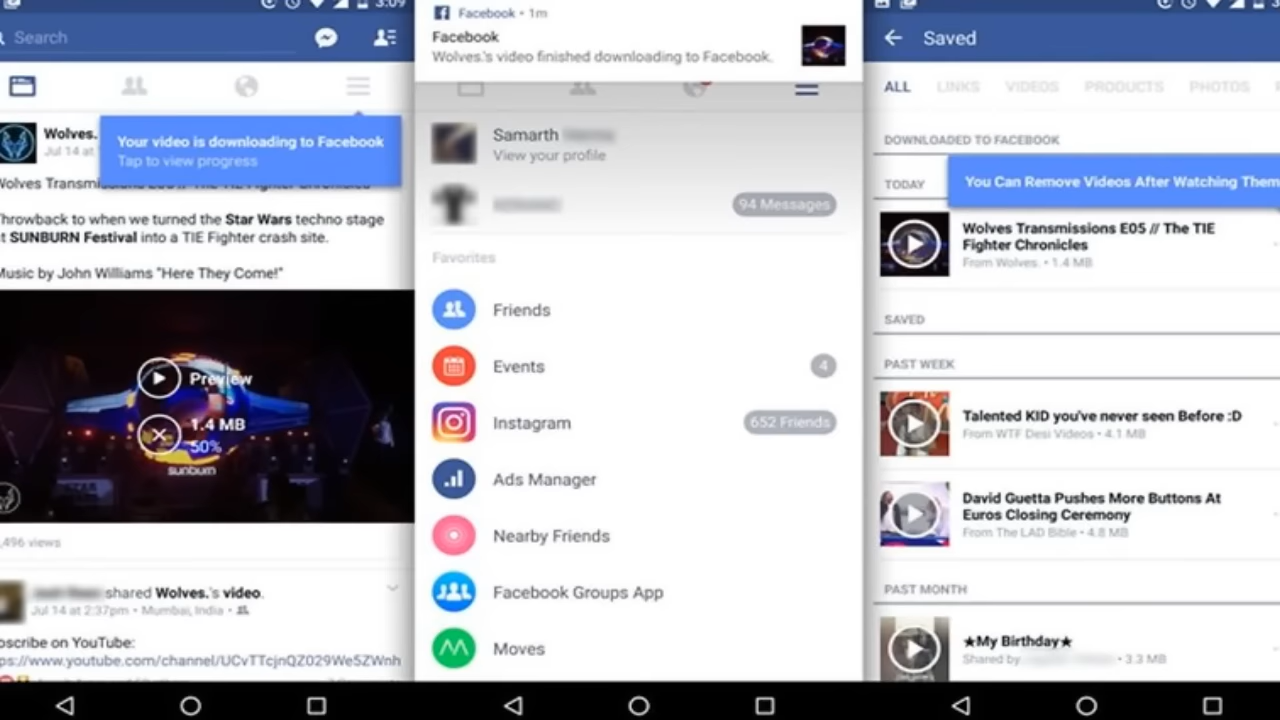 3:09
Search
Wolves.
Jul 14 at
Your video is downloading to Facebook
Tap to view progress
Wolves Transmissions E05 // The TIE Fighter Chronicles
Throwback to when we turned the Star Wars techno stage
at SUNBURN Festival into a TIE Fighter crash site.
Music by John Williams "Here They Come!"
Preview
1.4 MB
50%
sunburn
,496 views
shared Wolves.'s video.
Jul 14 at 2:37pm • Mumbai, India •
bscribe on YouTube:
ps://www.youtube.com/channel/UCvTTcjnQZ029We5ZWnh
Facebook • 1m
Facebook
Wolves.'s video finished downloading to Facebook.
Samarth
View your profile
94 Messages
Favorites
Friends
Events
4
Instagram
652 Friends
Ads Manager
Nearby Friends
Facebook Groups App
Moves
3
Saved
ALL LINKS VIDEOS PRODUCTS PHOTOS
DOWNLOADED TO FACEBOOK
TODAY
You Can Remove Videos After Watching Them
Wolves Transmissions E05 // The TIE
Fighter Chronicles
From Wolves. • 1.4 MB
SAVED
PAST WEEK
Talented KID you've never seen Before :D
From WTF Desi Videos • 4.1 MB
David Guetta Pushes More Buttons At
Euros Closing Ceremony
From The LAD Bible • 4.8 MB
PAST MONTH
★My Birthday★
Shared by • 3.3 MB